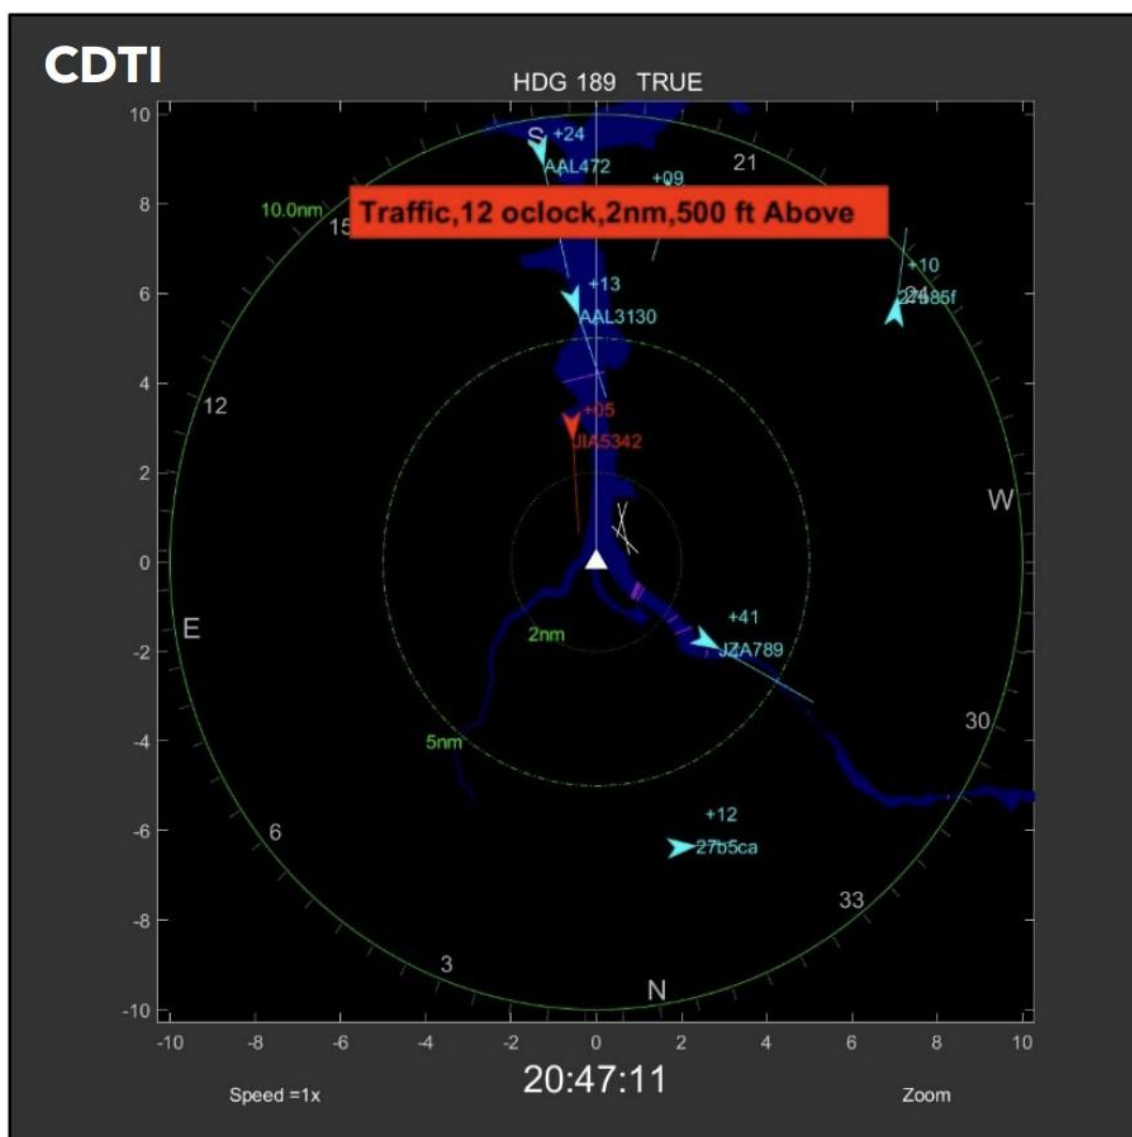 CDTI
HDG 189 TRUE
10
S
+24
21
AAL472
+09
8
10.0nm
15
Traffic,12 oclock,2nm,500 ft Above
+10
6
+13
24
27b85f
AAL3130
4
12
+05
JIA5342
2
W
0
+41
E
2nm
-2
JZA789
30
-4
5nm
+12
-6
6
27b5ca
33
-8
3
N
-10
-10 -8 -6 -4 -2 0 2 4 6 8 10
20:47:11
Speed =1x
Zoom